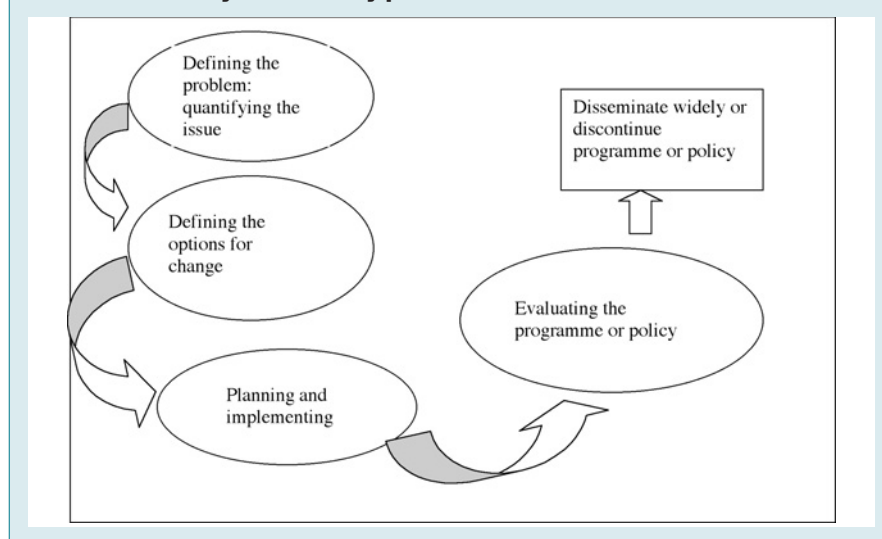 Defining the
problem:
quantifying the
issue
Defining the
options for
change
Planning and
implementing
Evaluating the
programme or policy
Disseminate widely or
discontinue
programme or policy